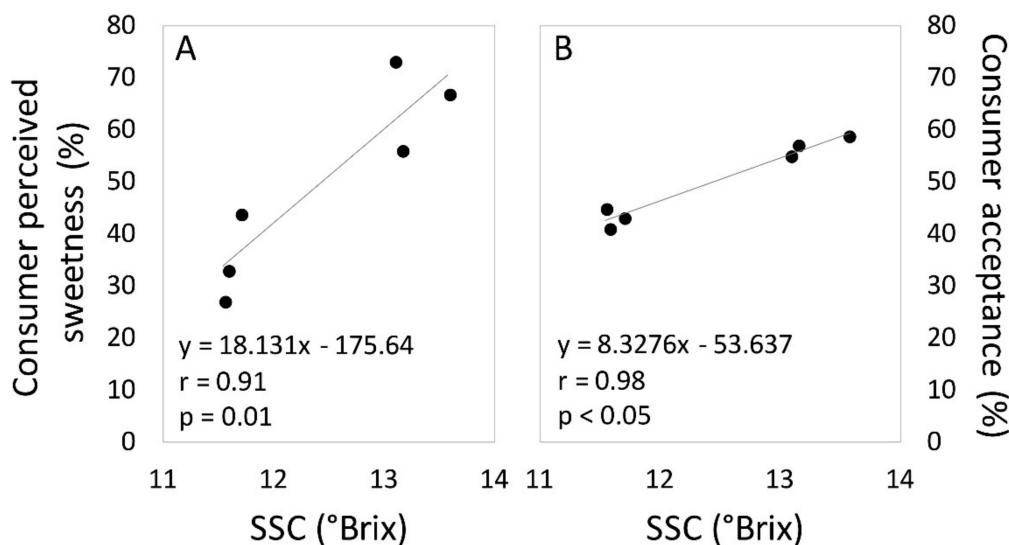 Consumer perceived
sweetness (%)
80
70
60
50
40
30
20
10
0
A
y = 18.131x - 175.64
r = 0.91
p = 0.01
11 12 13 14
SSC (°Brix)
B
y = 8.3276x - 53.637
r = 0.98
p < 0.05
11 12 13 14
SSC (°Brix)
80
70
60
50
40
30
20
10
0
Consumer acceptance (%)